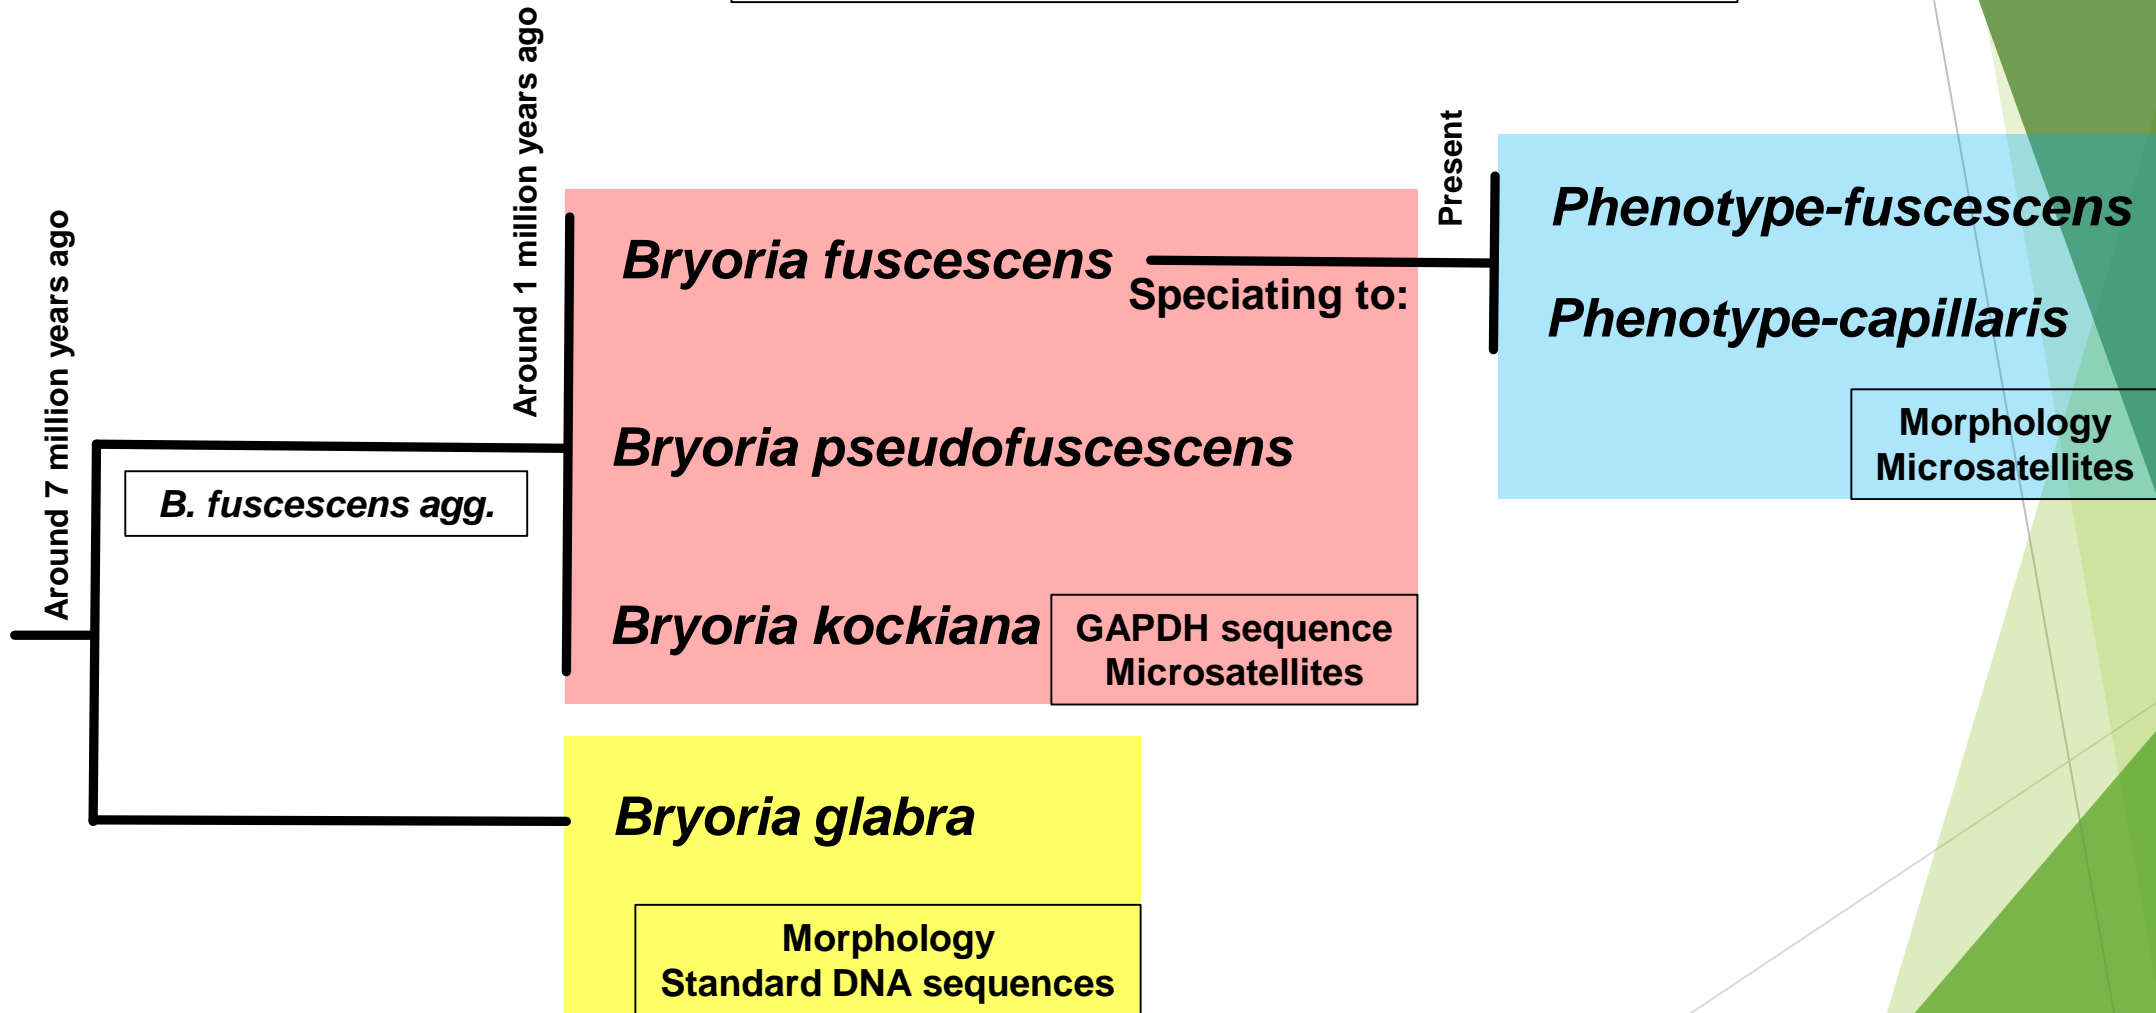 Around 7 million years ago
Around 1 million years ago
B. fuscescens agg.
Bryoria fuscescens
Speciating to:
Present
Phenotype-fuscescens
Phenotype-capillaris
Morphology
Microsatellites
Bryoria pseudofuscescens
Bryoria kockiana
GAPDH sequence
Microsatellites
Bryoria glabra
Morphology
Standard DNA sequences